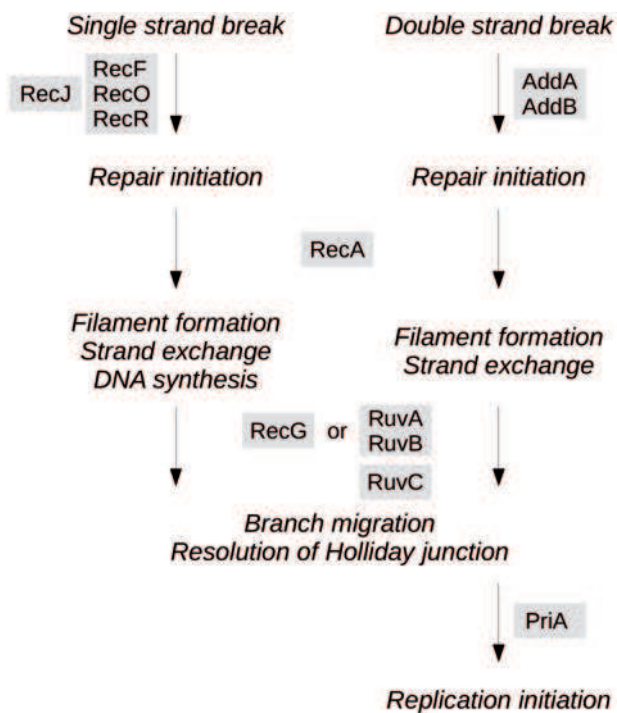 Single strand break
Double strand break
RecJ
RecF
RecO
RecR
AddA
AddB
Repair initiation
Repair initiation
RecA
Filament formation
Strand exchange
DNA synthesis
Filament formation
Strand exchange
RecG or
RuvA
RuvB
RuvC
Branch migration
Resolution of Holliday junction
PriA
Replication initiation